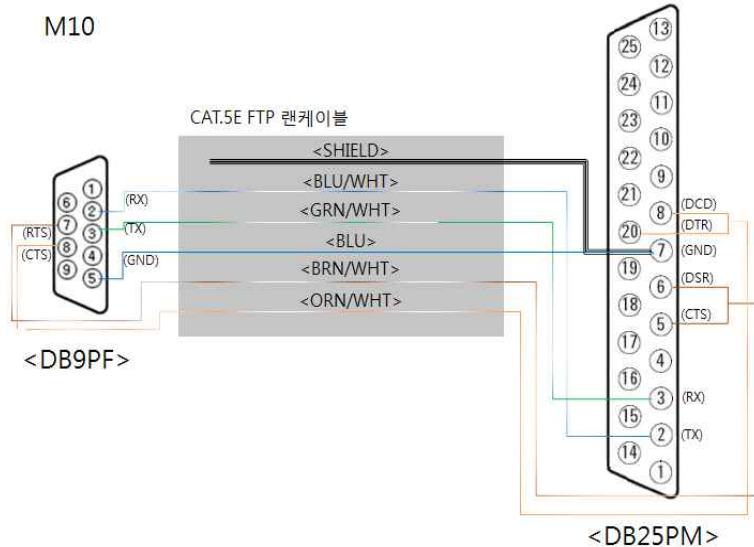 M10
CAT.5E FTP 랜케이블
<SHIELD>
<BLU/WHT>
<GRN/WHT>
<BLU>
<BRN/WHT>
<ORN/WHT>
1
6
2
(RX)
7
(RTS)
3
(TX)
8
(CTS)
4
9
5
(GND)
<DB9PF>
13
25
12
24
11
23
10
22
9
21
8
(DCD)
20
(DTR)
7
(GND)
19
6
(DSR)
18
5
(CTS)
17
4
16
3
(RX)
15
2
(TX)
14
1
<DB25PM>